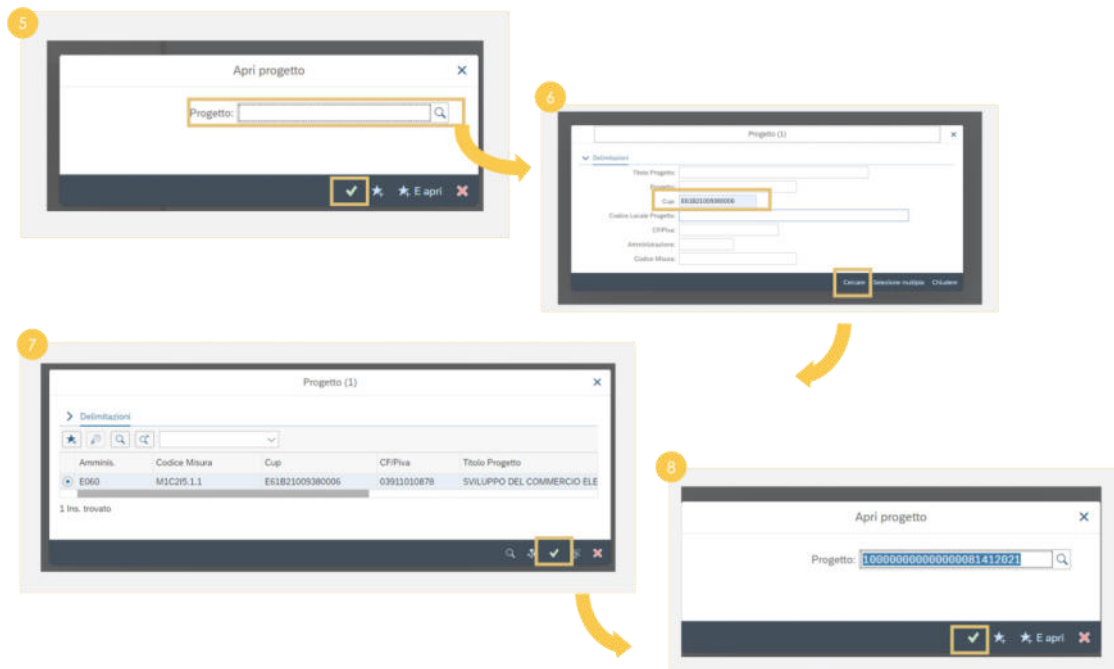 5
Apri progetto
Progetto:
E apri
6
Progetto (1)
Delimitazioni
Titolo Progetto:
Progetto:
Cup: E61B21009380006
Codice Locale Progetto:
CF/PIva:
Amministrazione:
Codice Misura:
Cercare Selezione multipla Chiudere
7
Progetto (1)
Delimitazioni
Amminis. Codice Misura Cup CF/PIva Titolo Progetto
E060 M1C2I5.1.1 E61B21009380006 03911010878 SVILUPPO DEL COMMERCIO ELE
1 Ins. trovato
8
Apri progetto
Progetto:
E apri